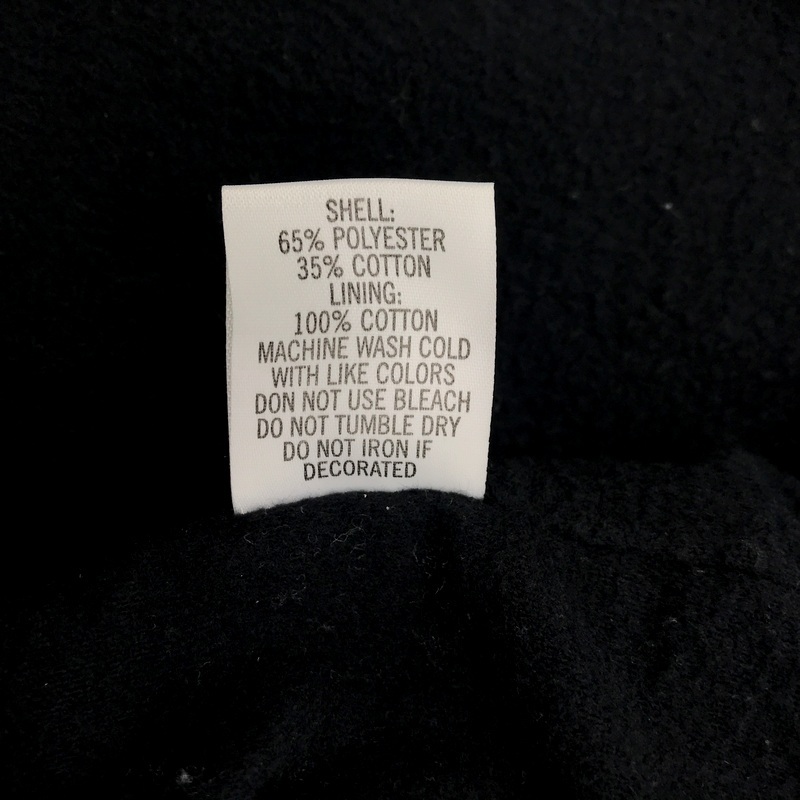 SHELL:
65% POLYESTER
35% COTTON
LINING:
100% COTTON
MACHINE WASH COLD
WITH LIKE COLORS
DON NOT USE BLEACH
DO NOT TUMBLE DRY
DO NOT IRON IF
DECORATED